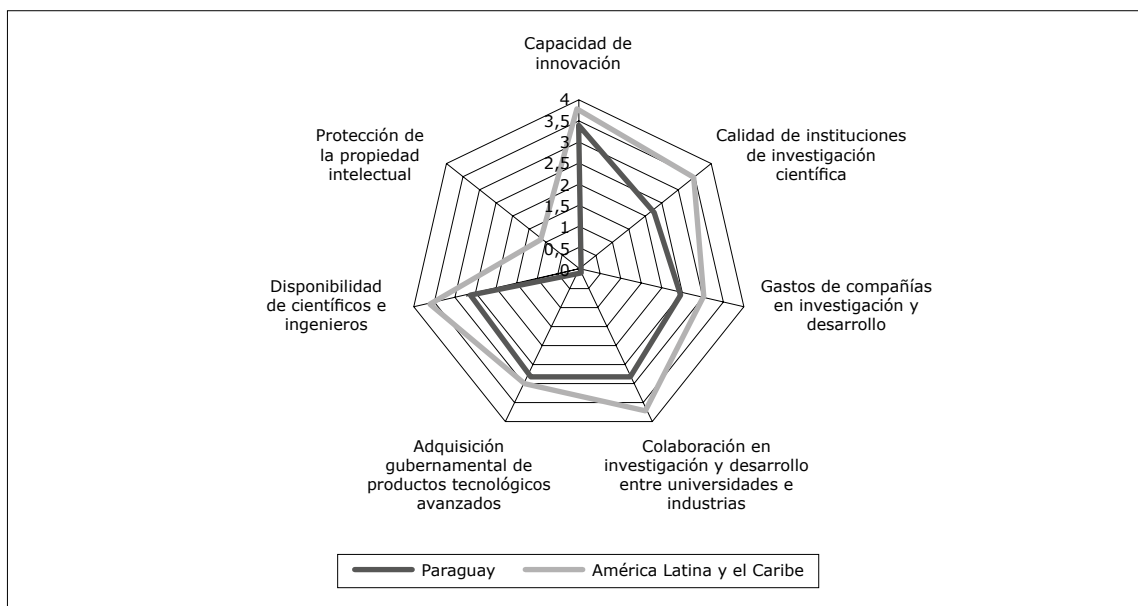 Capacidad de
innovación
4
3,5
3
2,5
2
1,5
1
0,5
0
Calidad de instituciones
de investigación
científica
Gastos de compañías
en investigación y
desarrollo
Colaboración en
investigación y desarrollo
entre universidades e
industrias
Adquisición
gubernamental de
productos tecnológicos
avanzados
Disponibilidad
de científicos e
ingenieros
Protección de
la propiedad
intelectual
Paraguay
América Latina y el Caribe